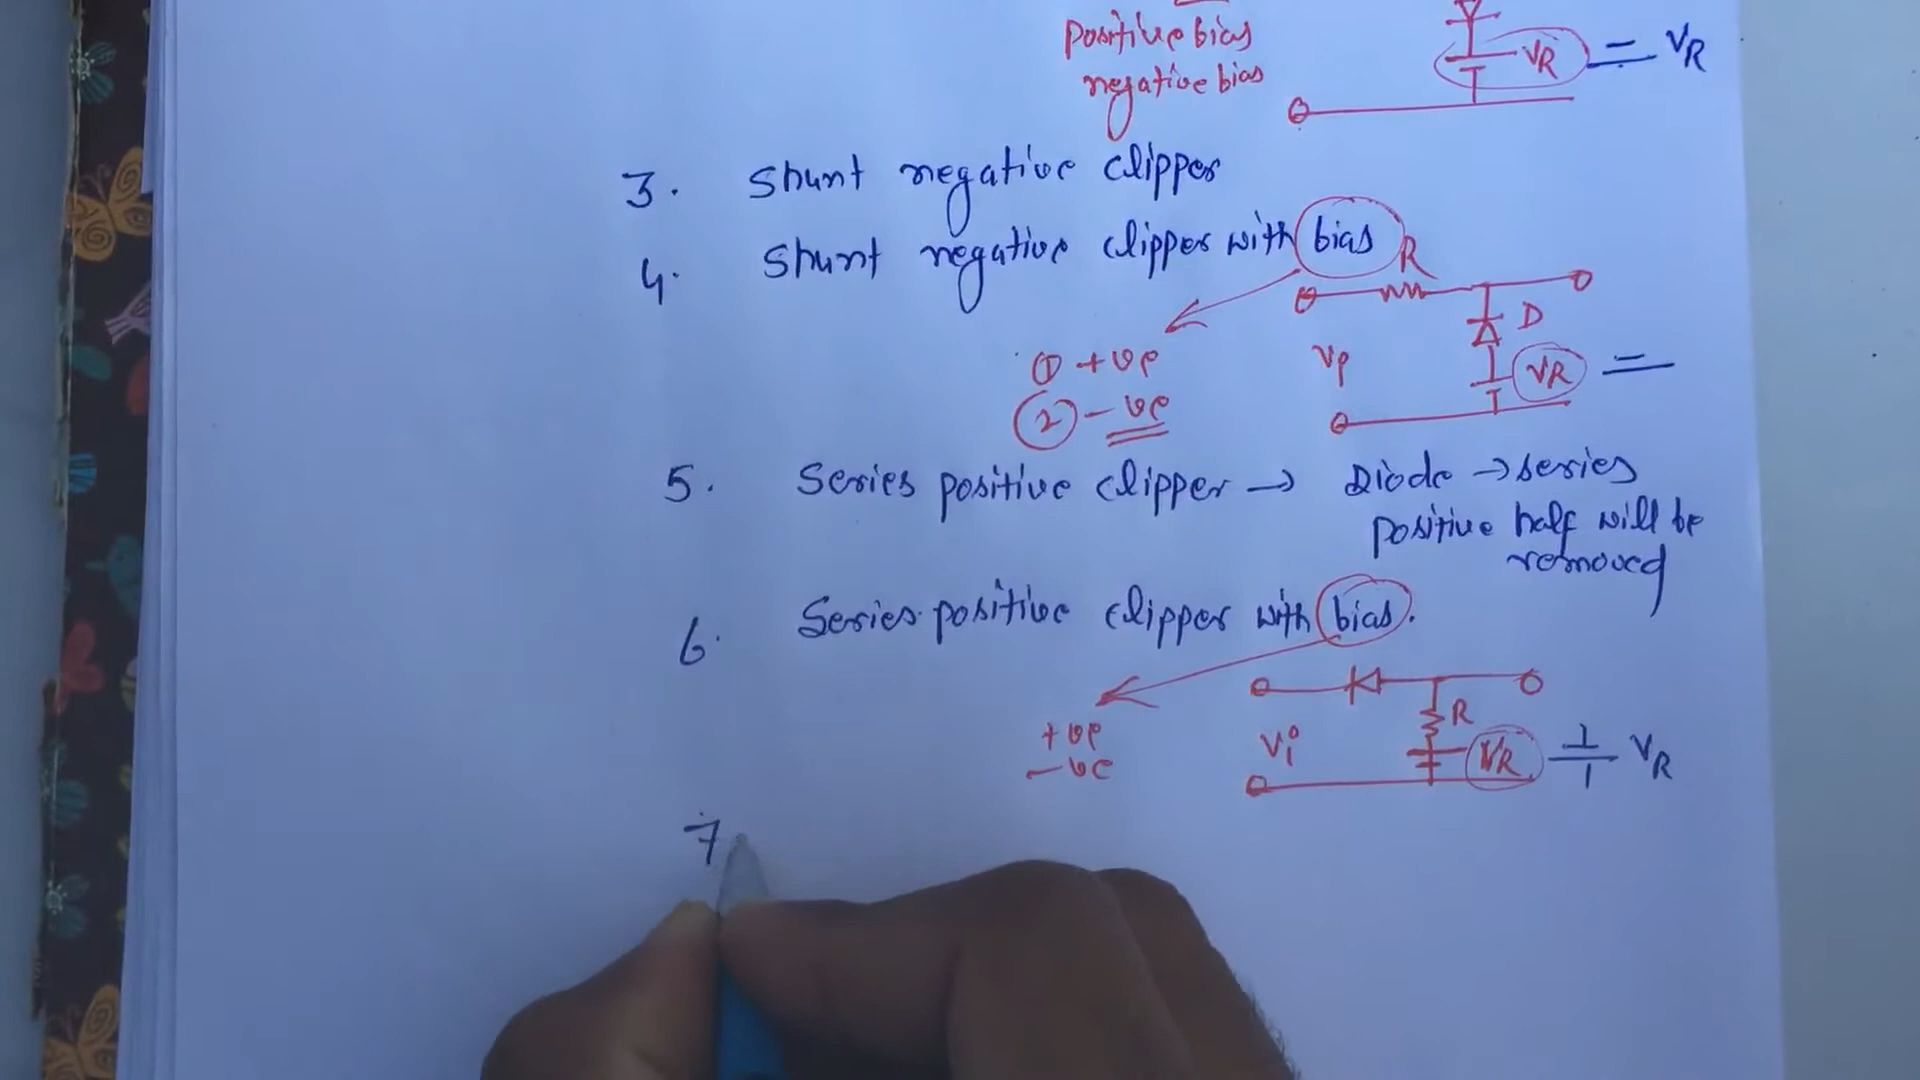 positive bias
negative bias
VR
= VR
3. Shunt negative clipper
4. Shunt negative clipper with bias
R
D
① +ve
② -ve
VR =
5. Series positive clipper → Diode → series
positive half will be
removed
6. Series positive clipper with bias.
+ve
-ve
Vi
R
VR
VR
7